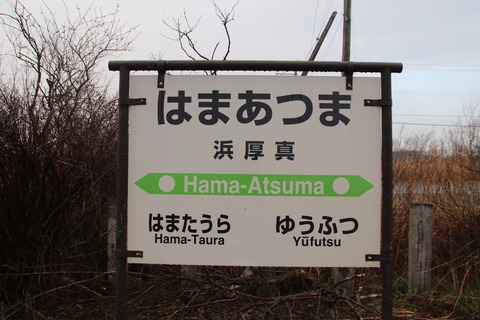 はまあつま
浜厚真
Hama-Atsuma
はまたうら ゆうふつ
Hama-Taura Yūfutsu